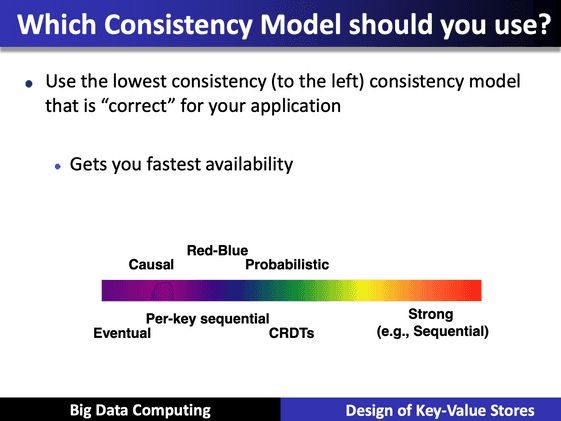 Which Consistency Model should you use?
Use the lowest consistency (to the left) consistency model
that is “correct” for your application
Gets you fastest availability
Red-Blue
Causal
Probabilistic
Per-key sequential
Strong
(e.g., Sequential)
Eventual
CRDTs
Big Data Computing
Design of Key-Value Stores